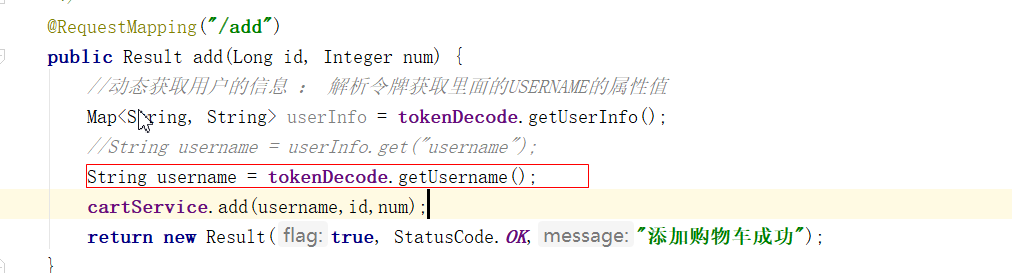 @RequestMapping("/add")
public Result add(Long id, Integer num) {
//动态获取用户的信息 ： 解析令牌获取里面的USERNAME的属性值
Map<String, String> userInfo = tokenDecode.getUserInfo();
//String username = userInfo.get("username");
String username = tokenDecode.getUsername();
cartService.add(username,id,num);
return new Result( flag: true, StatusCode.OK, message: "添加购物车成功");
}